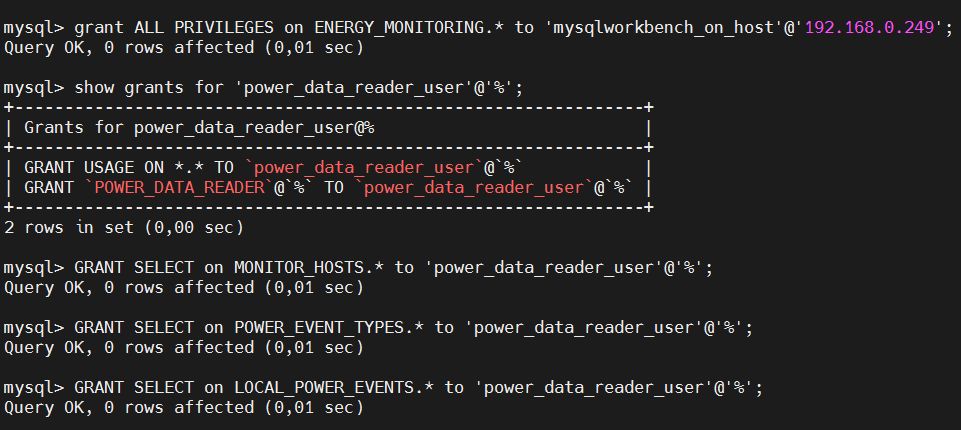 mysql> grant ALL PRIVILEGES on ENERGY_MONITORING.* to 'mysqlworkbench_on_host'@'192.168.0.249';
Query OK, 0 rows affected (0,01 sec)

mysql> show grants for 'power_data_reader_user'@'%';
+----------------------------------------------------------------+
| Grants for power_data_reader_user@%                            |
+----------------------------------------------------------------+
| GRANT USAGE ON *.* TO `power_data_reader_user`@`%`             |
| GRANT `POWER_DATA_READER`@`%` TO `power_data_reader_user`@`%` |
+----------------------------------------------------------------+
2 rows in set (0,00 sec)

mysql> GRANT SELECT on MONITOR_HOSTS.* to 'power_data_reader_user'@'%';
Query OK, 0 rows affected (0,01 sec)

mysql> GRANT SELECT on POWER_EVENT_TYPES.* to 'power_data_reader_user'@'%';
Query OK, 0 rows affected (0,01 sec)

mysql> GRANT SELECT on LOCAL_POWER_EVENTS.* to 'power_data_reader_user'@'%';
Query OK, 0 rows affected (0,01 sec)